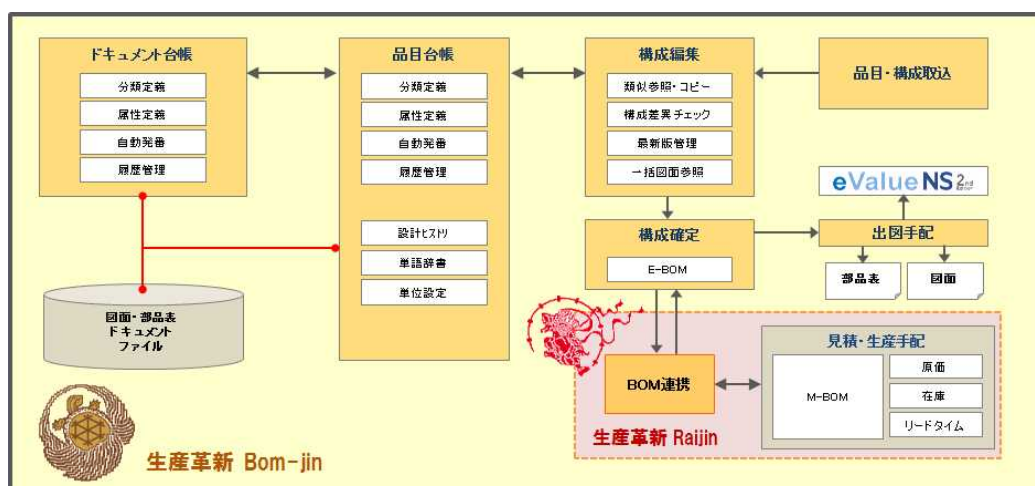 ドキュメント台帳
分類定義
属性定義
自動発番
履歴管理
品目台帳
分類定義
属性定義
自動発番
履歴管理
設計ヒストリ
単語辞書
単位設定
構成編集
類似参照・コピー
構成差異チェック
最新版管理
一括図面参照
品目・構成取込
eValue NS 2nd
構成確定
E-BOM
出図手配
部品表
図面
図面・部品表
ドキュメント
ファイル
BOM連携
見積・生産手配
M-BOM
原価
在庫
リードタイム
生産革新 Raijin
生産革新 Bom-jin